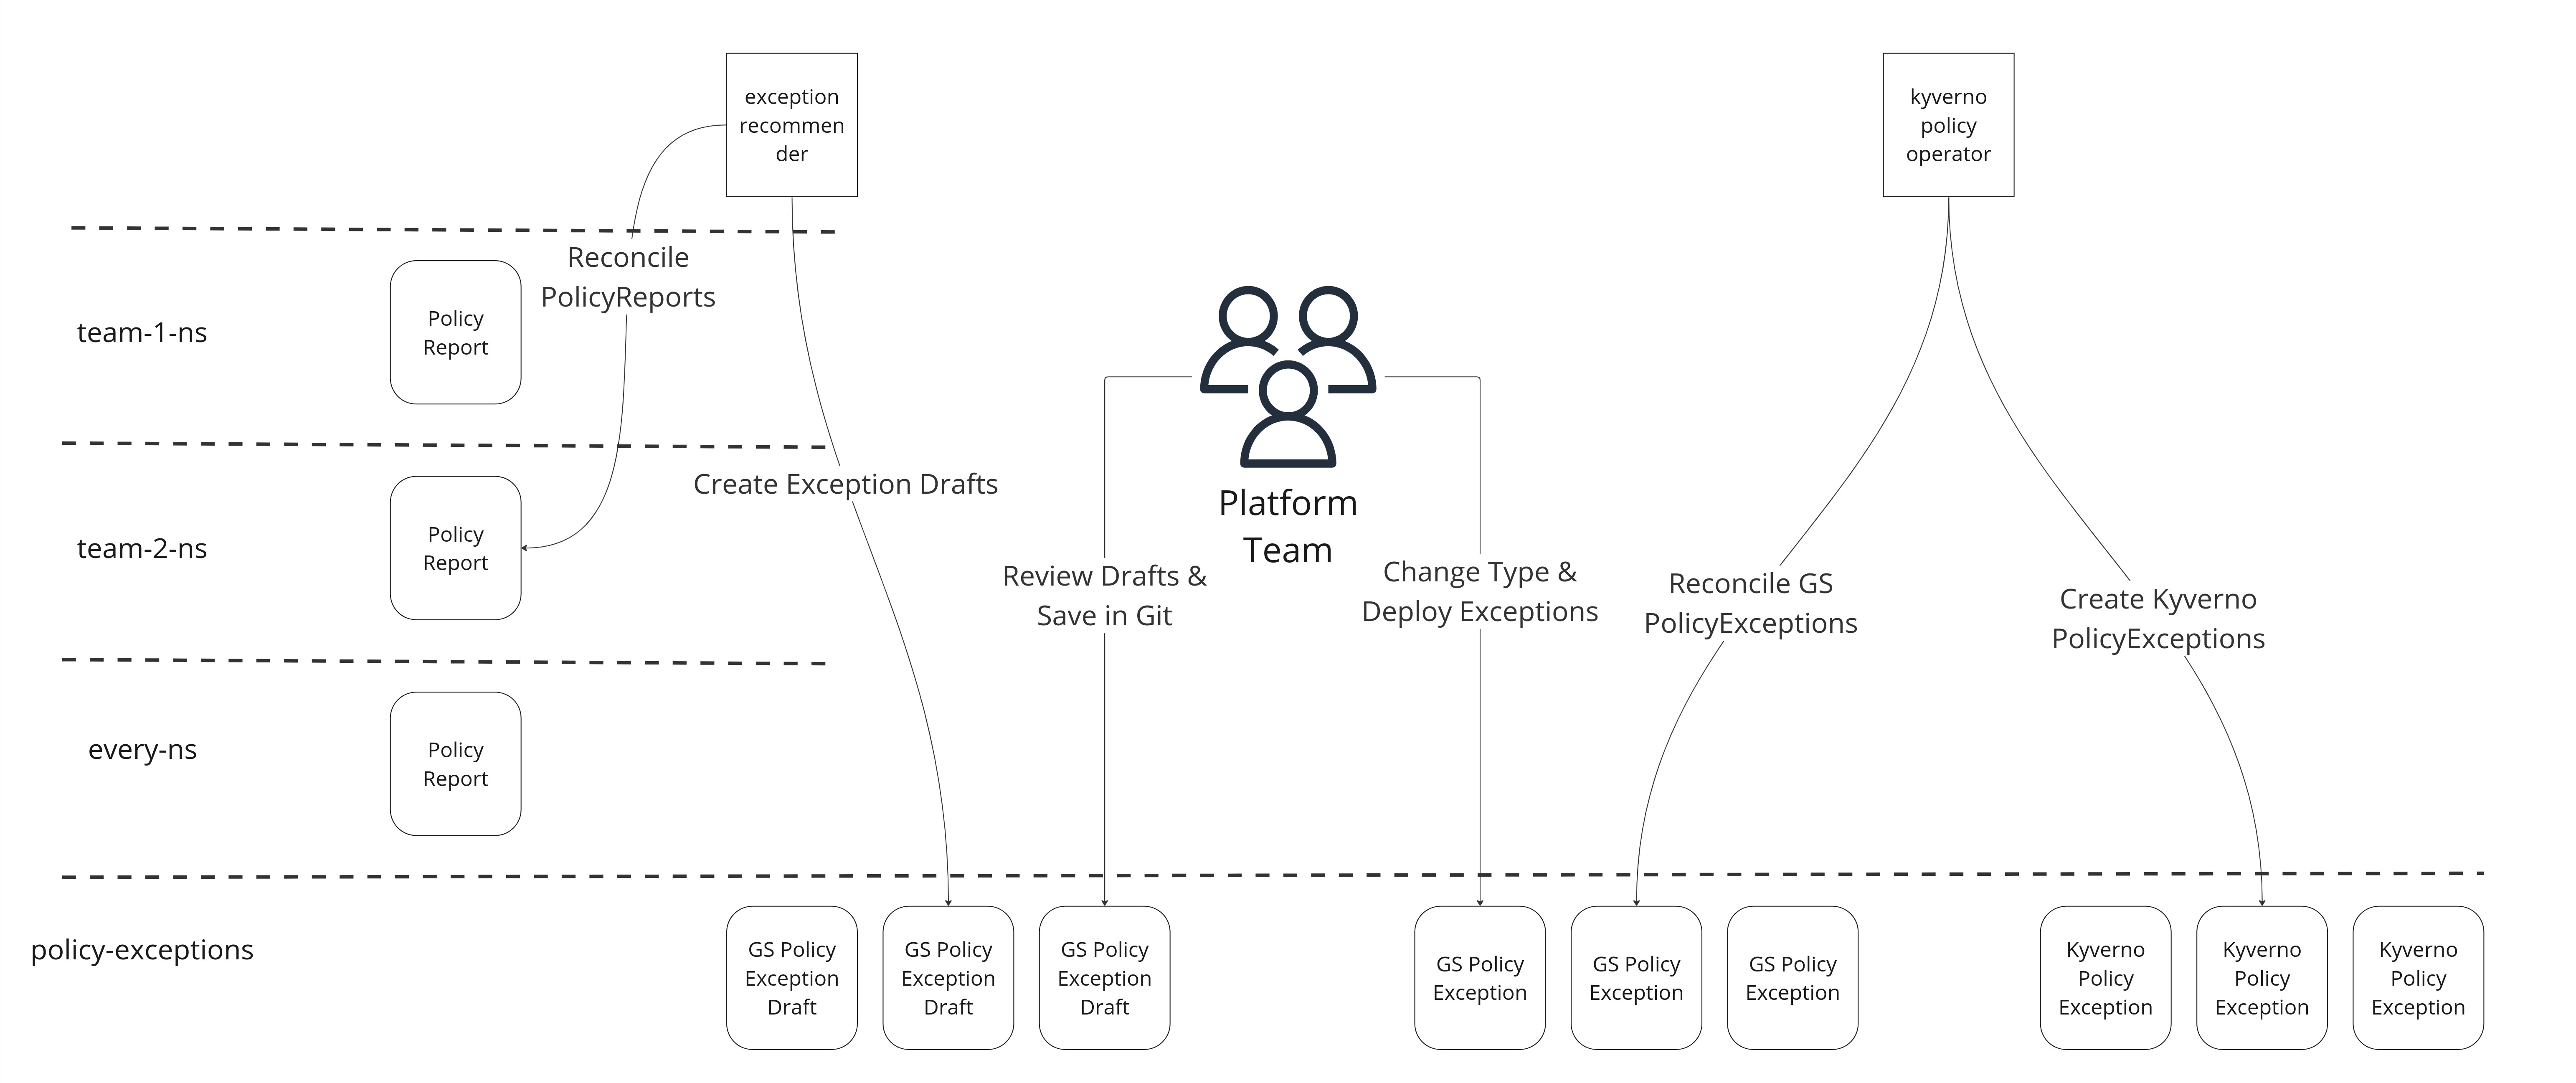 exception
recommen
der
kyverno
policy
operator
Reconcile
PolicyReports
team-1-ns
Policy
Report
Create Exception Drafts
Platform
Team
team-2-ns
Policy
Report
Review Drafts &
Save in Git
Change Type &
Deploy Exceptions
Reconcile GS
PolicyExceptions
Create Kyverno
PolicyExceptions
every-ns
Policy
Report
policy-exceptions
GS Policy
Exception
Draft
GS Policy
Exception
Draft
GS Policy
Exception
Draft
GS Policy
Exception
GS Policy
Exception
GS Policy
Exception
Kyverno
Policy
Exception
Kyverno
Policy
Exception
Kyverno
Policy
Exception